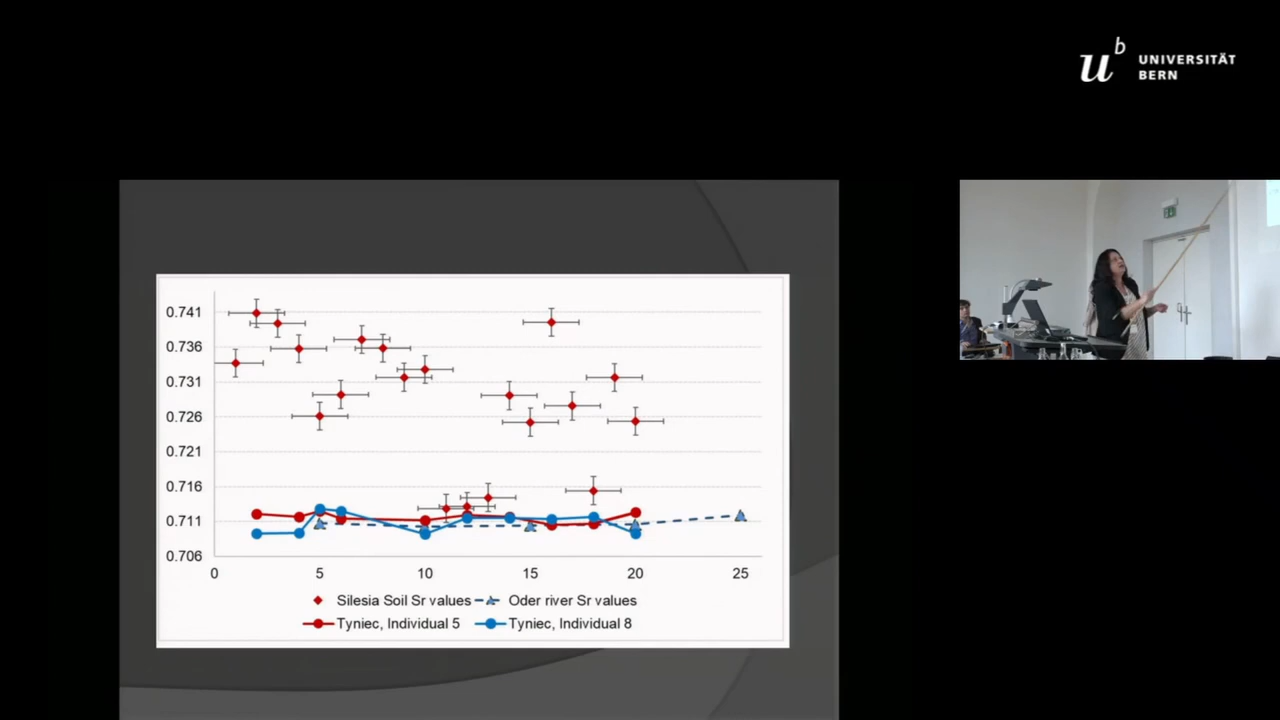 u b UNIVERSITÄT
BERN
0.741
0.736
0.731
0.726
0.721
0.716
0.711
0.706
0 5 10 15 20 25
Silesia Soil Sr values Oder river Sr values
Tyniec, Individual 5 Tyniec, Individual 8